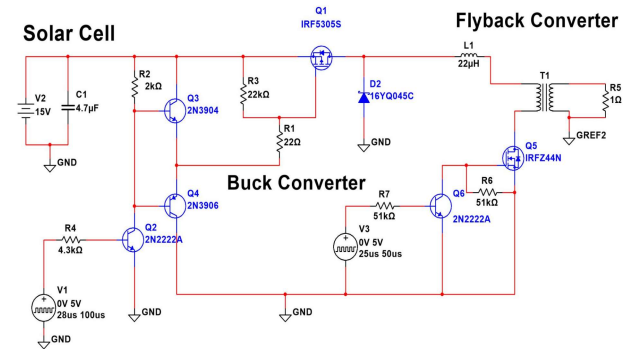 Q1
IRF5305S
Flyback Converter
Solar Cell
L1
22µH
T1
R2
2kΩ
R3
22kΩ
D2
16YQ045C
R5
1Ω
V2
15V
C1
4.7µF
Q3
2N3904
GREF2
R1
22Ω
Q5
IRFZ44N
GND
GND
Buck Converter
Q4
2N3906
R7
51kΩ
Q6
2N2222A
R6
51kΩ
R4
4.3kΩ
Q2
2N2222A
V3
0V 5V
25us 50us
V1
0V 5V
28us 100us
GND
GND
GND
GND